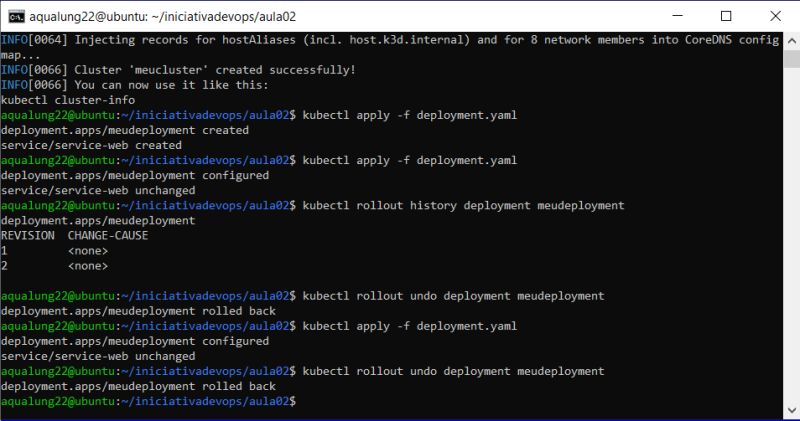 aqualung22@ubuntu: ~/iniciativadevops/aula02
INFO[0064] Injecting records for hostAliases (incl. host.k3d.internal) and for 8 network members into CoreDNS config
map...
INFO[0066] Cluster 'meucluster' created successfully!
INFO[0066] You can now use it like this:
kubectl cluster-info
aqualung22@ubuntu:~/iniciativadevops/aula02$ kubectl apply -f deployment.yaml
deployment.apps/meudeployment created
service/service-web created
aqualung22@ubuntu:~/iniciativadevops/aula02$ kubectl apply -f deployment.yaml
deployment.apps/meudeployment configured
service/service-web unchanged
aqualung22@ubuntu:~/iniciativadevops/aula02$ kubectl rollout history deployment meudeployment
deployment.apps/meudeployment
REVISION  CHANGE-CAUSE
1         <none>
2         <none>
aqualung22@ubuntu:~/iniciativadevops/aula02$ kubectl rollout undo deployment meudeployment
deployment.apps/meudeployment rolled back
aqualung22@ubuntu:~/iniciativadevops/aula02$ kubectl apply -f deployment.yaml
deployment.apps/meudeployment configured
service/service-web unchanged
aqualung22@ubuntu:~/iniciativadevops/aula02$ kubectl rollout undo deployment meudeployment
deployment.apps/meudeployment rolled back
aqualung22@ubuntu:~/iniciativadevops/aula02$